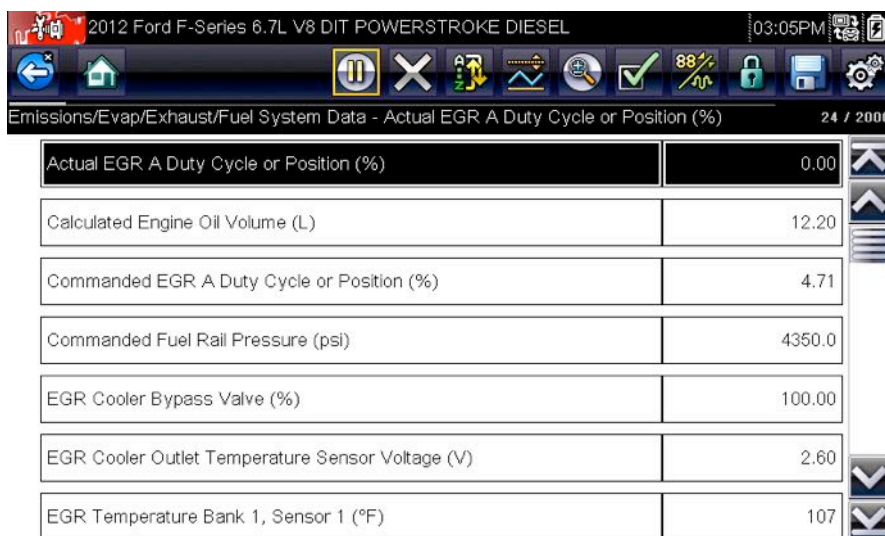 2012 Ford F-Series 6.7L V8 DIT POWERSTROKE DIESEL 03:05PM
A Z 88%
Emissions/Evap/Exhaust/Fuel System Data - Actual EGR A Duty Cycle or Position (%) 24 / 2000
Actual EGR A Duty Cycle or Position (%) 0.00
Calculated Engine Oil Volume (L) 12.20
Commanded EGR A Duty Cycle or Position (%) 4.71
Commanded Fuel Rail Pressure (psi) 4350.0
EGR Cooler Bypass Valve (%) 100.00
EGR Cooler Outlet Temperature Sensor Voltage (V) 2.60
EGR Temperature Bank 1, Sensor 1 (°F) 107